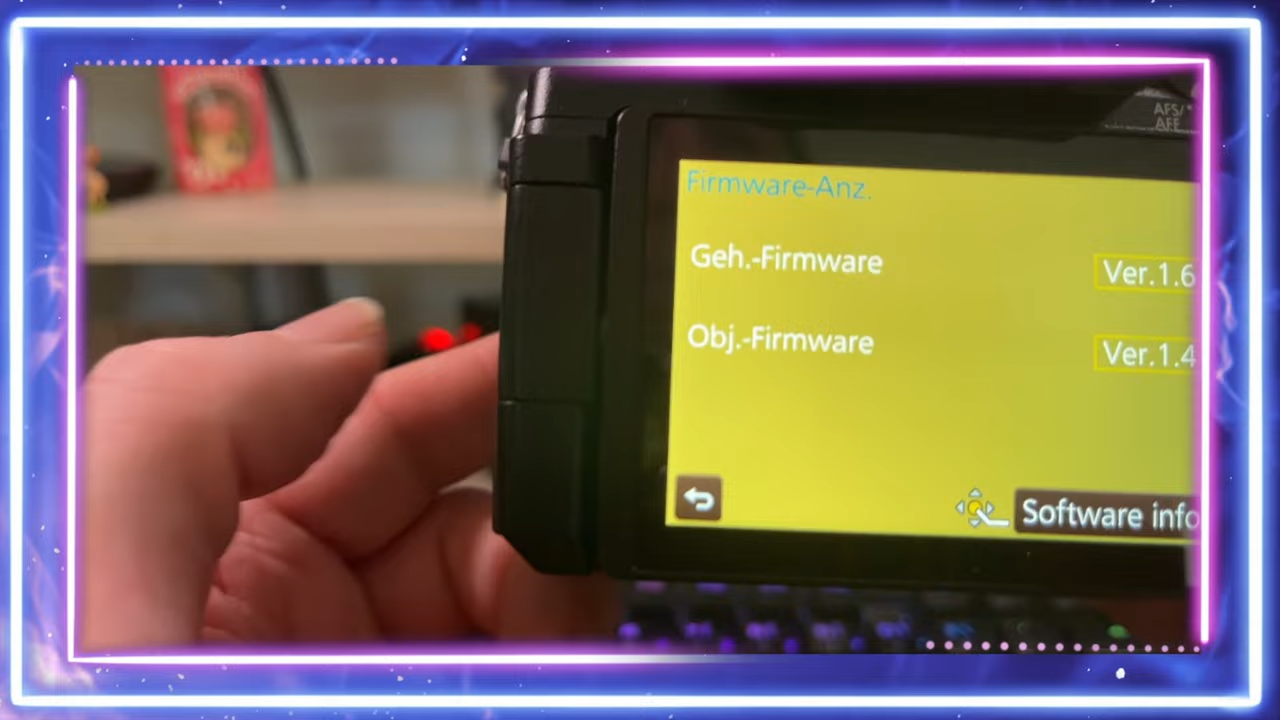 AFS/
AFF
Firmware-Anz.
Geh.-Firmware
Ver.1.6
Obj.-Firmware
Ver.1.4
Software info